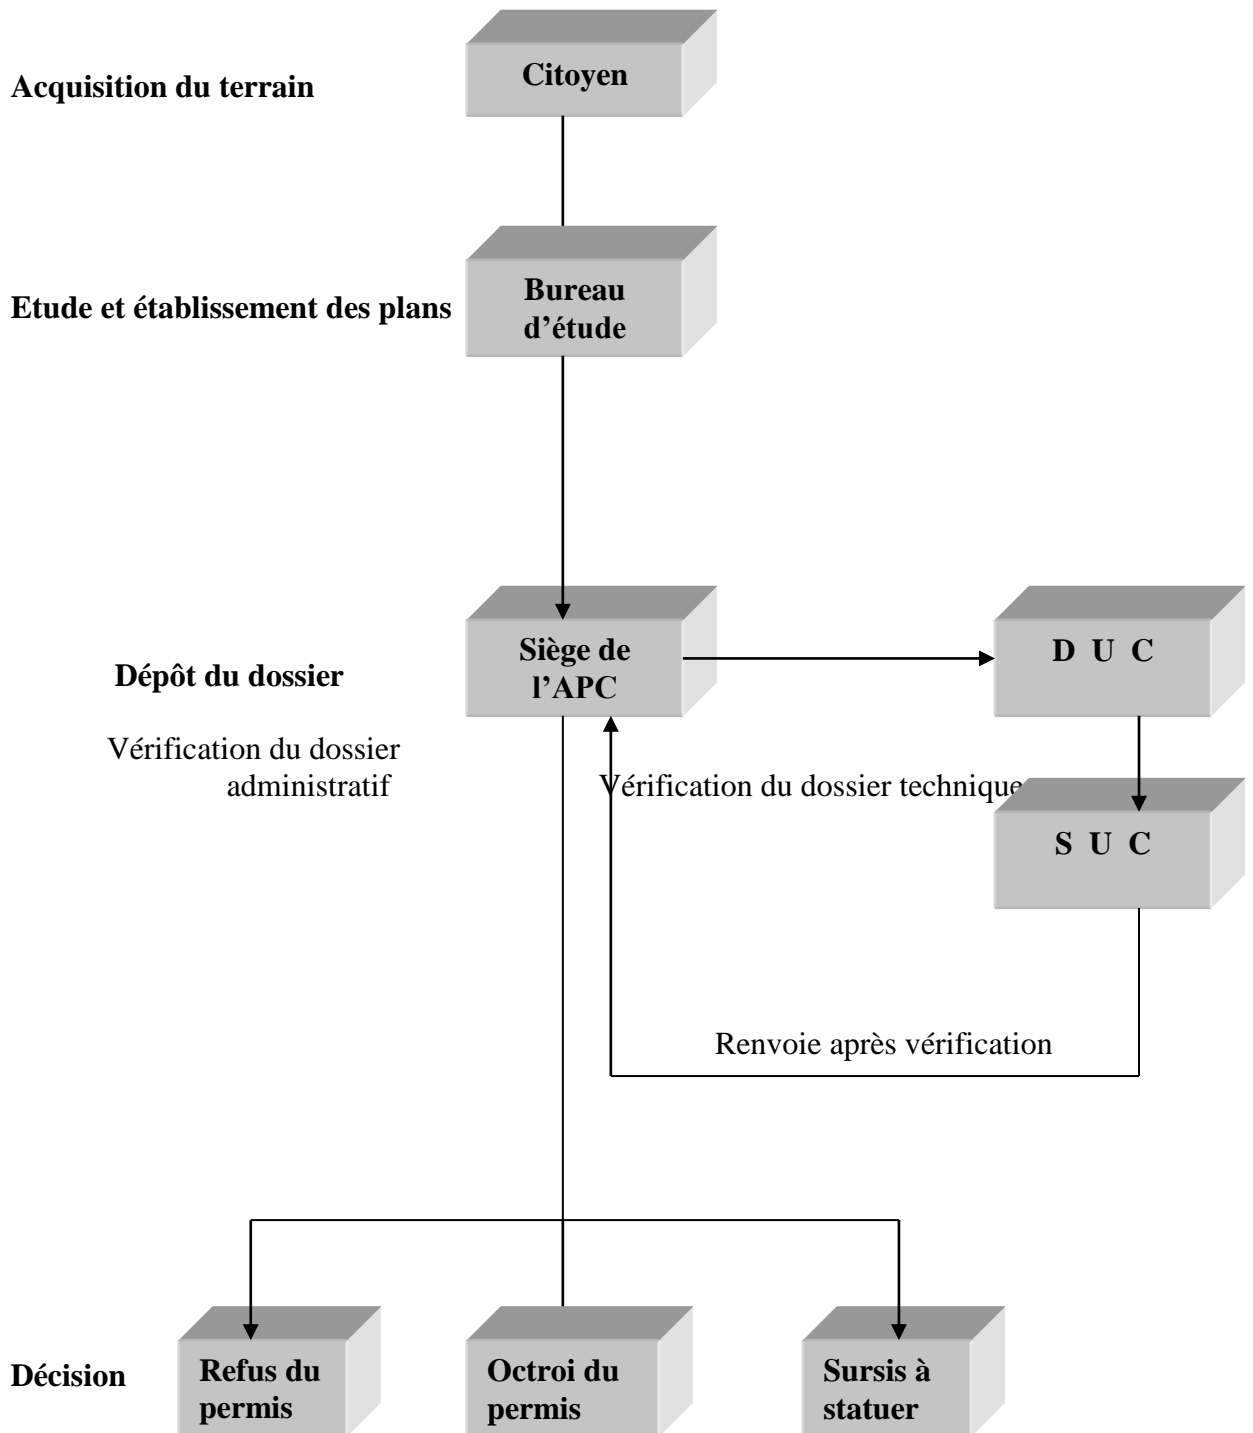 Citoyen
Acquisition du terrain
Bureau
d’étude
Etude et établissement des plans
Siège de
l’APC
D U C
Dépôt du dossier
Vérification du dossier
administratif
Vérification du dossier technique
S U C
Renvoie après vérification
Décision
Refus du
permis
Octroi du
permis
Sursis à
statuer